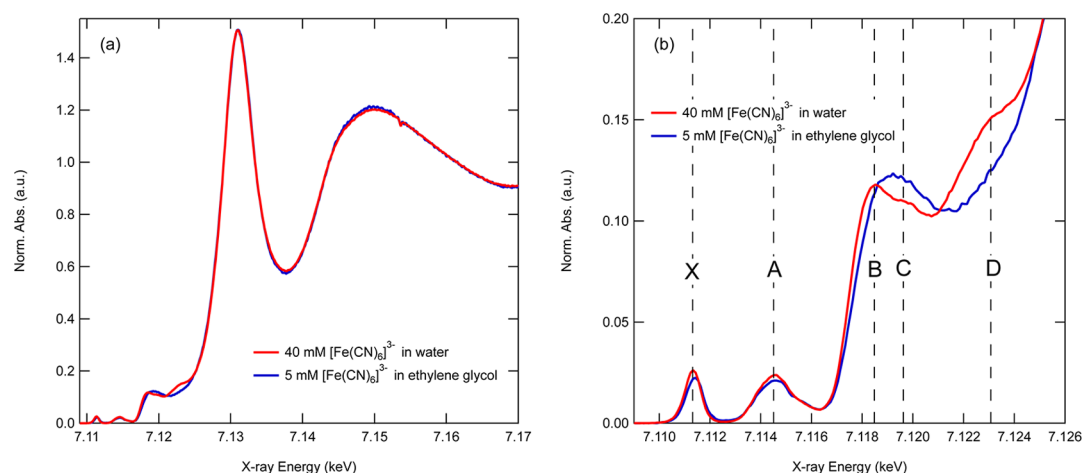 (a)
Norm. Abs. (a.u.)
1.4
1.2
1.0
0.8
0.6
0.4
0.2
0.0
40 mM [Fe(CN)₆]³⁻ in water
5 mM [Fe(CN)₆]³⁻ in ethylene glycol
7.11 7.12 7.13 7.14 7.15 7.16 7.17
X-ray Energy (keV)
(b)
Norm. Abs. (a.u.)
0.20
0.15
0.10
0.05
0.00
40 mM [Fe(CN)₆]³⁻ in water
5 mM [Fe(CN)₆]³⁻ in ethylene glycol
X A B C D
7.110 7.112 7.114 7.116 7.118 7.120 7.122 7.124 7.126
X-ray Energy (keV)